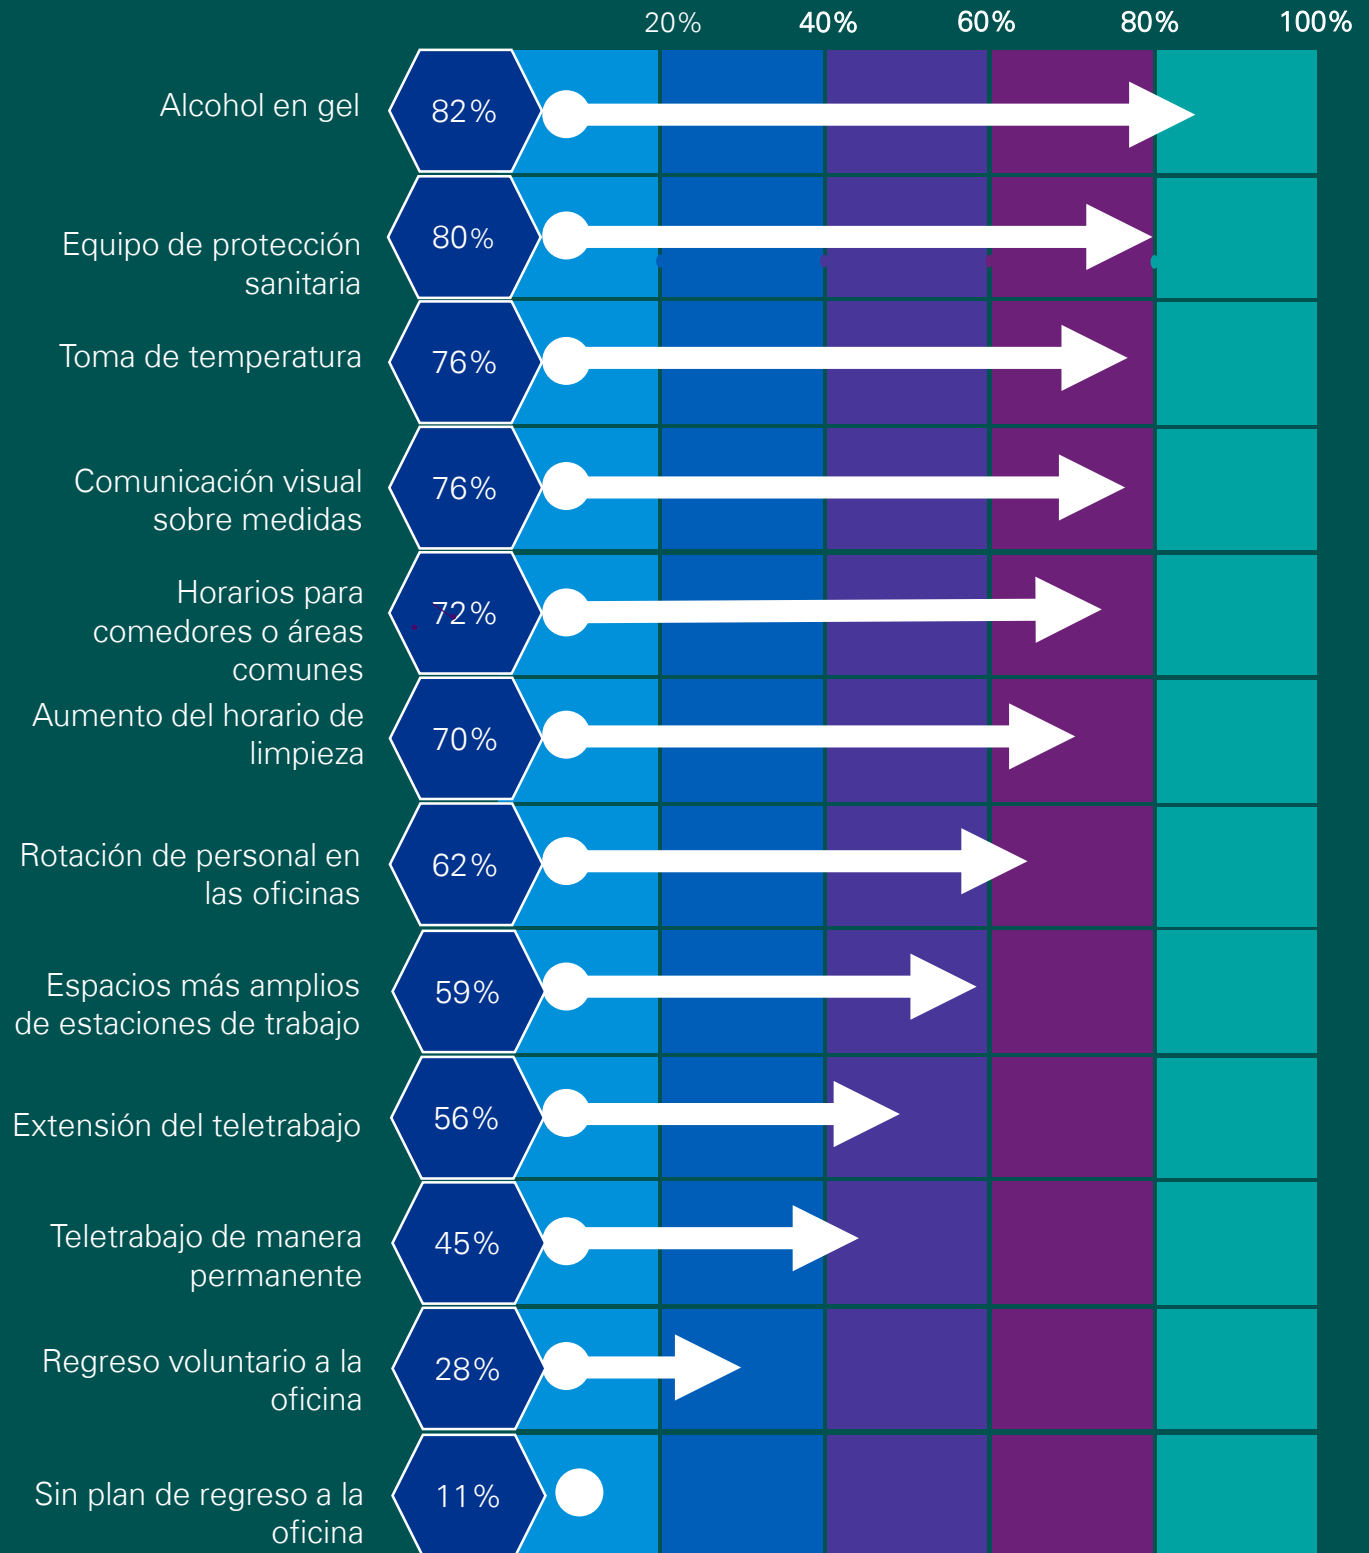 20% 40% 60% 80% 100%
Alcohol en gel
82%
Equipo de protección
sanitaria
80%
Toma de temperatura
76%
Comunicación visual
sobre medidas
76%
Horarios para
comedores o áreas
comunes
72%
Aumento del horario de
limpieza
70%
Rotación de personal en
las oficinas
62%
Espacios más amplios
de estaciones de trabajo
59%
Extensión del teletrabajo
56%
Teletrabajo de manera
permanente
45%
Regreso voluntario a la
oficina
28%
Sin plan de regreso a la
oficina
11%